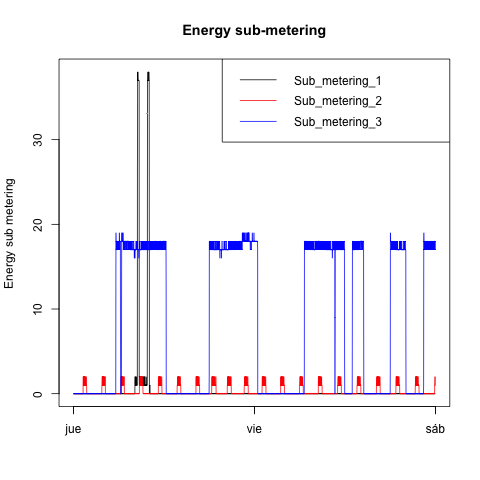 Energy sub-metering
Sub_metering_1
Sub_metering_2
Sub_metering_3
Energy sub metering
30
20
10
0
jue
vie
sáb